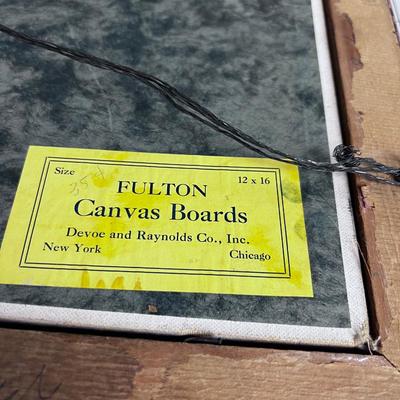 Size 12 x 16
FULTON
Canvas Boards
Devoe and Raynolds Co., Inc.
New York Chicago